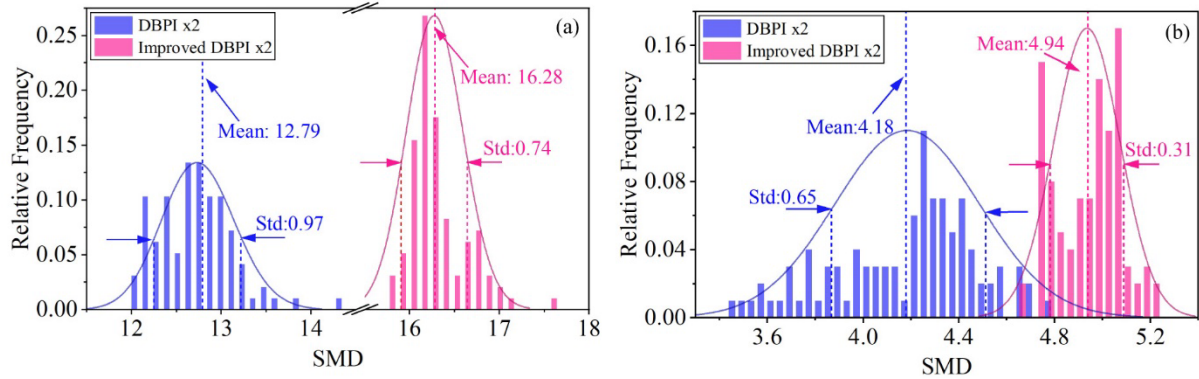 (a)
DBPI x2
Improved DBPI x2
Mean: 16.28
Mean: 12.79
Std:0.74
Std:0.97
Relative Frequency
0.25
0.20
0.15
0.10
0.05
0.00
12
13
14
16
17
18
SMD
(b)
DBPI x2
Improved DBPI x2
Mean:4.94
Mean:4.18
Std:0.31
Std:0.65
Relative Frequency
0.16
0.12
0.08
0.04
0.00
3.6
4.0
4.4
4.8
5.2
SMD